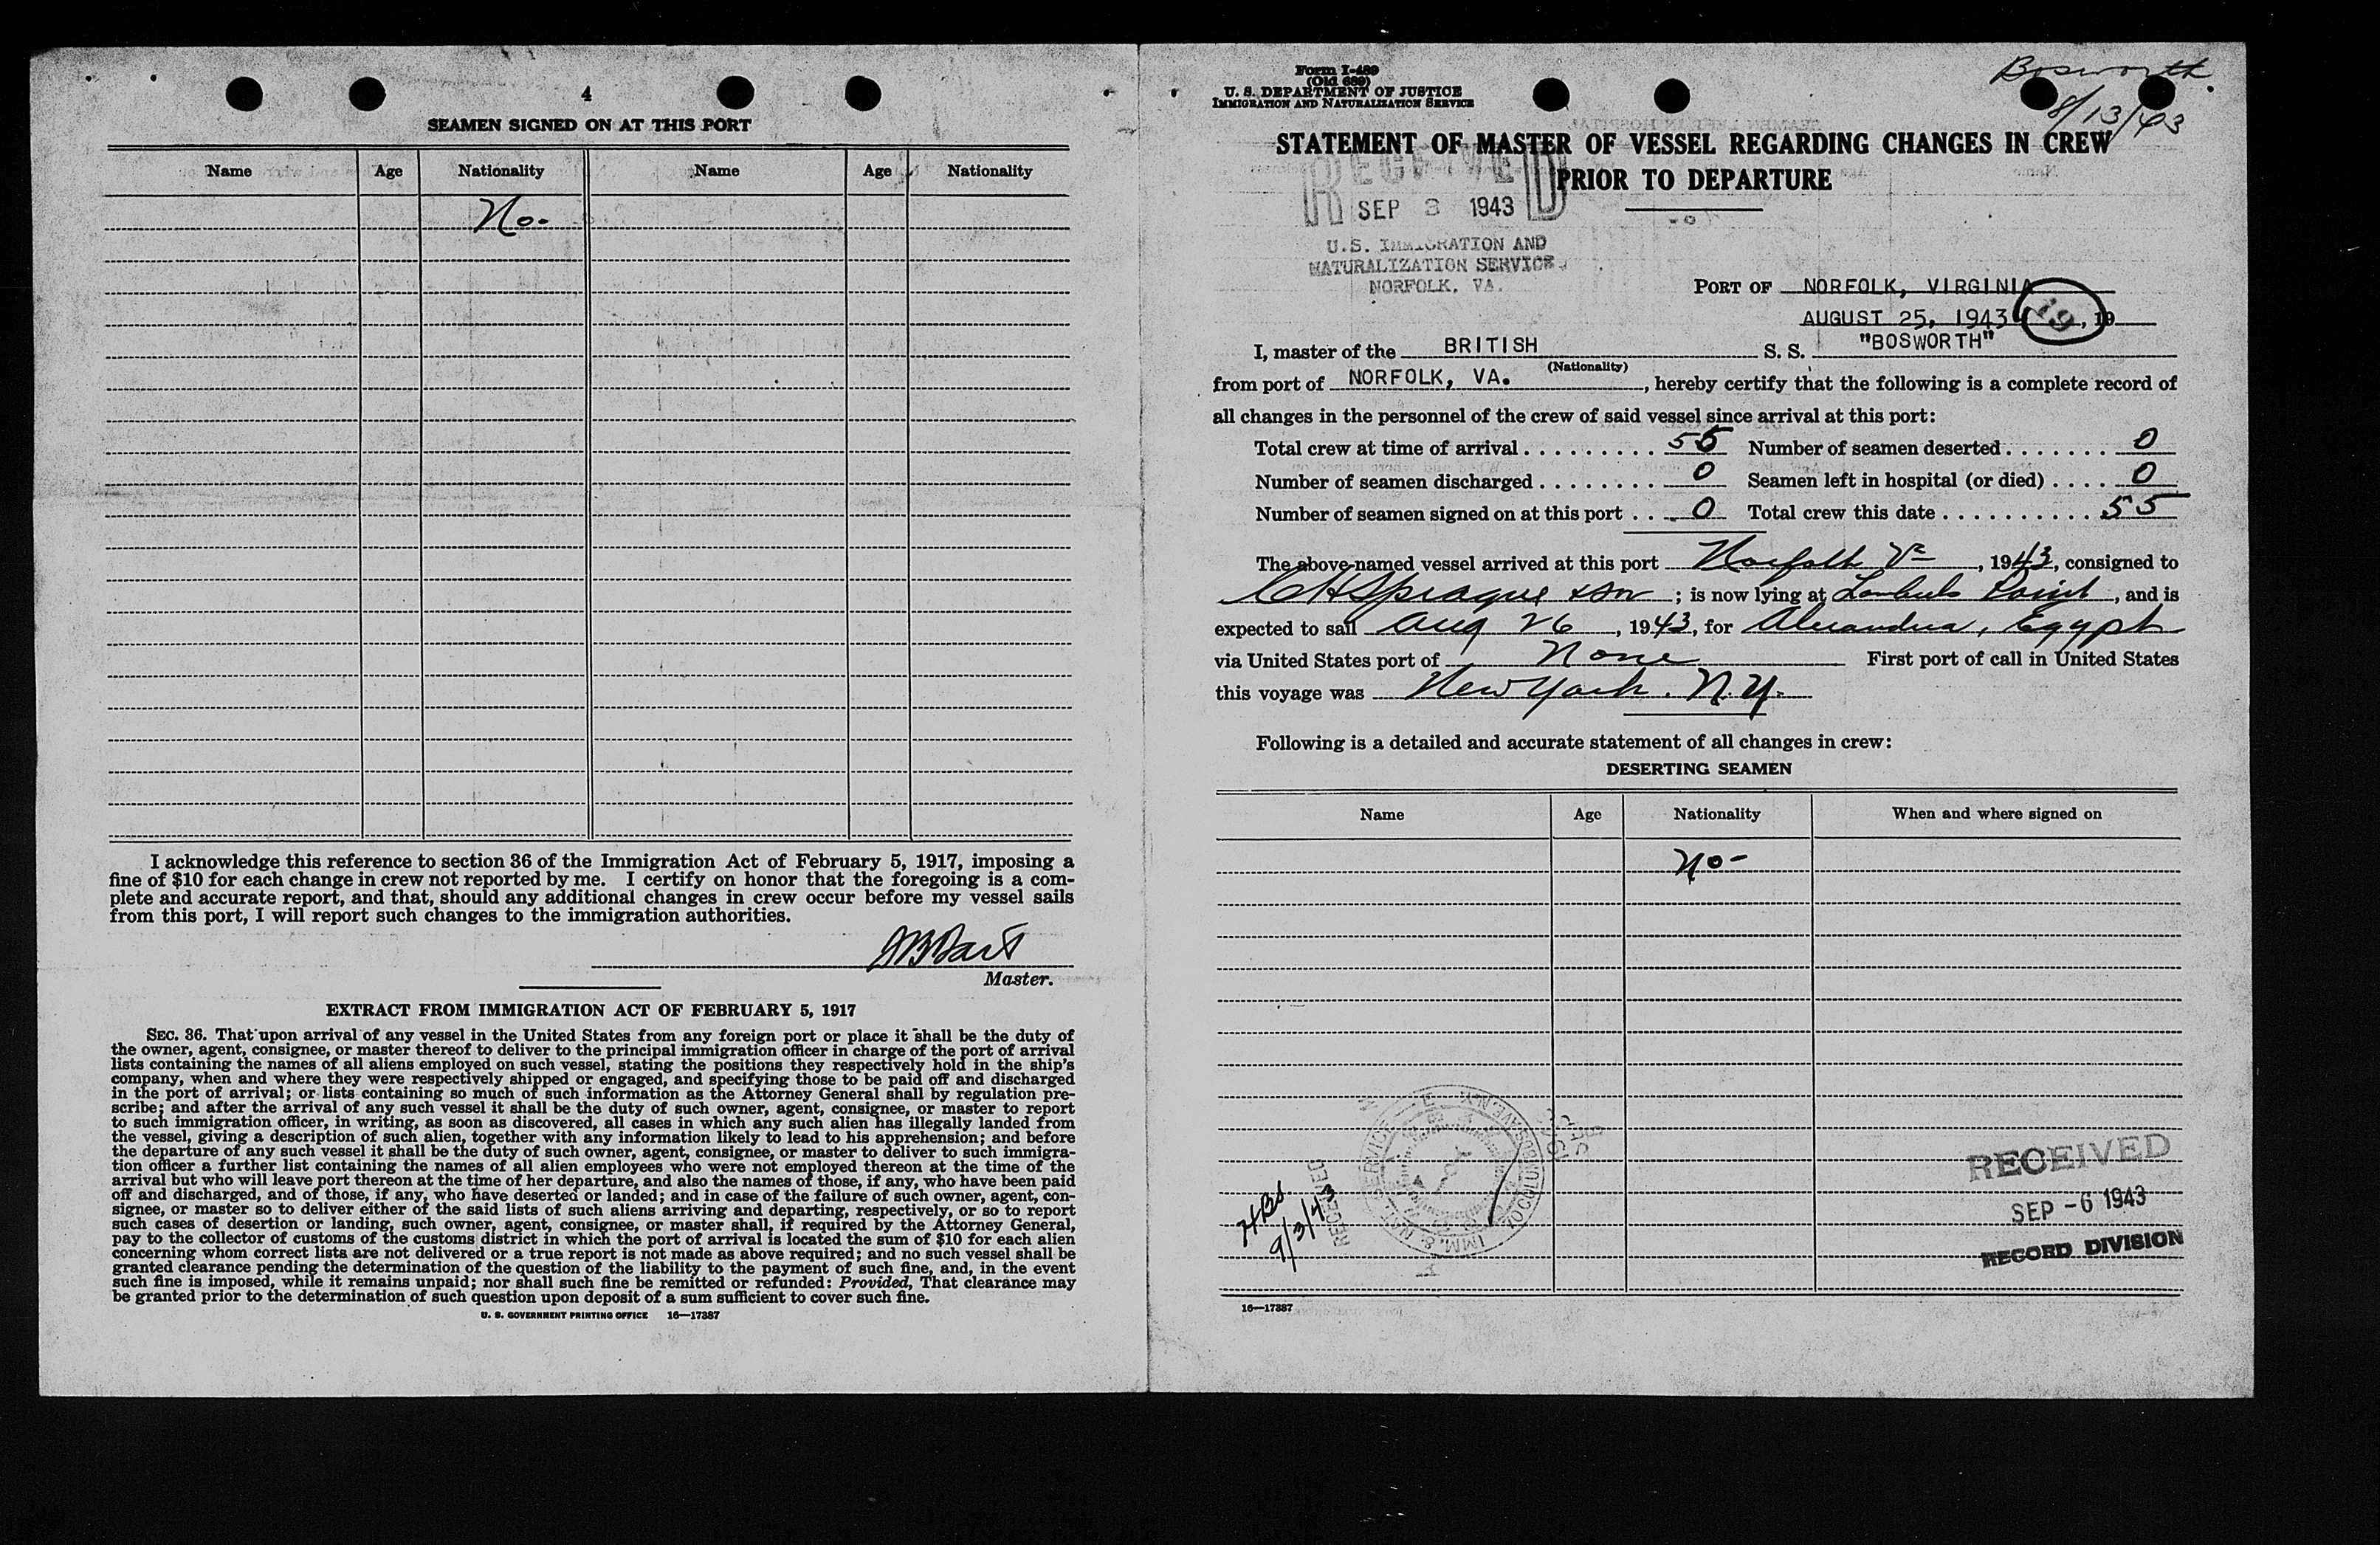 4
SEAMEN SIGNED ON AT THIS PORT
Name Age Nationality Name Age Nationality
No-
I acknowledge this reference to section 36 of the Immigration Act of February 5, 1917, imposing a
fine of $10 for each change in crew not reported by me. I certify on honor that the foregoing is a com-
plete and accurate report, and that, should any additional changes in crew occur before my vessel sails
from this port, I will report such changes to the immigration authorities.
Master.
EXTRACT FROM IMMIGRATION ACT OF FEBRUARY 5, 1917
SEC. 36. That upon arrival of any vessel in the United States from any foreign port or place it shall be the duty of
the owner, agent, consignee, or master thereof to deliver to the principal immigration officer in charge of the port of arrival
lists containing the names of all aliens employed on such vessel, stating the positions they respectively hold in the ship's
company, when and where they were respectively shipped or engaged, and specifying those to be paid off and discharged
in the port of arrival; or lists containing so much of such information as the Attorney General shall by regulation pre-
scribe; and after the arrival of any such vessel it shall be the duty of such owner, agent, consignee, or master to report
to such immigration officer, in writing, as soon as discovered, all cases in which any such alien has illegally landed from
the vessel, giving a description of such alien, together with any information likely to lead to his apprehension; and before
the departure of any such vessel it shall be the duty of such owner, agent, consignee, or master to deliver to such immigra-
tion officer a further list containing the names of all alien employees who were not employed thereon at the time of the
arrival but who will leave port thereon at the time of her departure, and also the names of those, if any, who have been paid
off and discharged, and of those, if any, who have deserted or landed; and in case of the failure of such owner, agent, con-
signee, or master so to deliver either of the said lists of such aliens arriving and departing, respectively, or so to report
such cases of desertion or landing, such owner, agent, consignee, or master shall, if required by the Attorney General,
pay to the collector of customs of the customs district in which the port of arrival is located the sum of $10 for each alien
concerning whom correct lists are not delivered or a true report is not made as above required; and no such vessel shall be
granted clearance pending the determination of the question of the liability to the payment of such fine, and, in the event
such fine is imposed, while it remains unpaid; nor shall such fine be remitted or refunded: Provided, That clearance may
be granted prior to the determination of such question upon deposit of a sum sufficient to cover such fine.
U. S. GOVERNMENT PRINTING OFFICE 16—17387
Form I-489
(Old 689)
U. S. DEPARTMENT OF JUSTICE
IMMIGRATION AND NATURALIZATION SERVICE
Bosworth
8/13/43
STATEMENT OF MASTER OF VESSEL REGARDING CHANGES IN CREW
PRIOR TO DEPARTURE
RECEIVED
SEP 3 1943
U.S. IMMIGRATION AND
NATURALIZATION SERVICE
NORFOLK, VA.
PORT OF NORFOLK, VIRGINIA
AUGUST 25, 1943 , 19
19
I, master of the BRITISH S. S. "BOSWORTH"
(Nationality)
from port of NORFOLK, VA. , hereby certify that the following is a complete record of
all changes in the personnel of the crew of said vessel since arrival at this port:
Total crew at time of arrival 55 Number of seamen deserted 0
Number of seamen discharged 0 Seamen left in hospital (or died) 0
Number of seamen signed on at this port 0 Total crew this date 55
The above-named vessel arrived at this port Norfolk Va , 1943, consigned to
CH Sprague & Son ; is now lying at Lamberts Point , and is
expected to sail Aug 26 , 1943, for Alexandria, Egypt
via United States port of None First port of call in United States
this voyage was New York. N.Y.
Following is a detailed and accurate statement of all changes in crew:
DESERTING SEAMEN
Name Age Nationality When and where signed on
No-
RECEIVED
SEP -6 1943
RECORD DIVISION
9/3/43
RECEIVED
16—17387